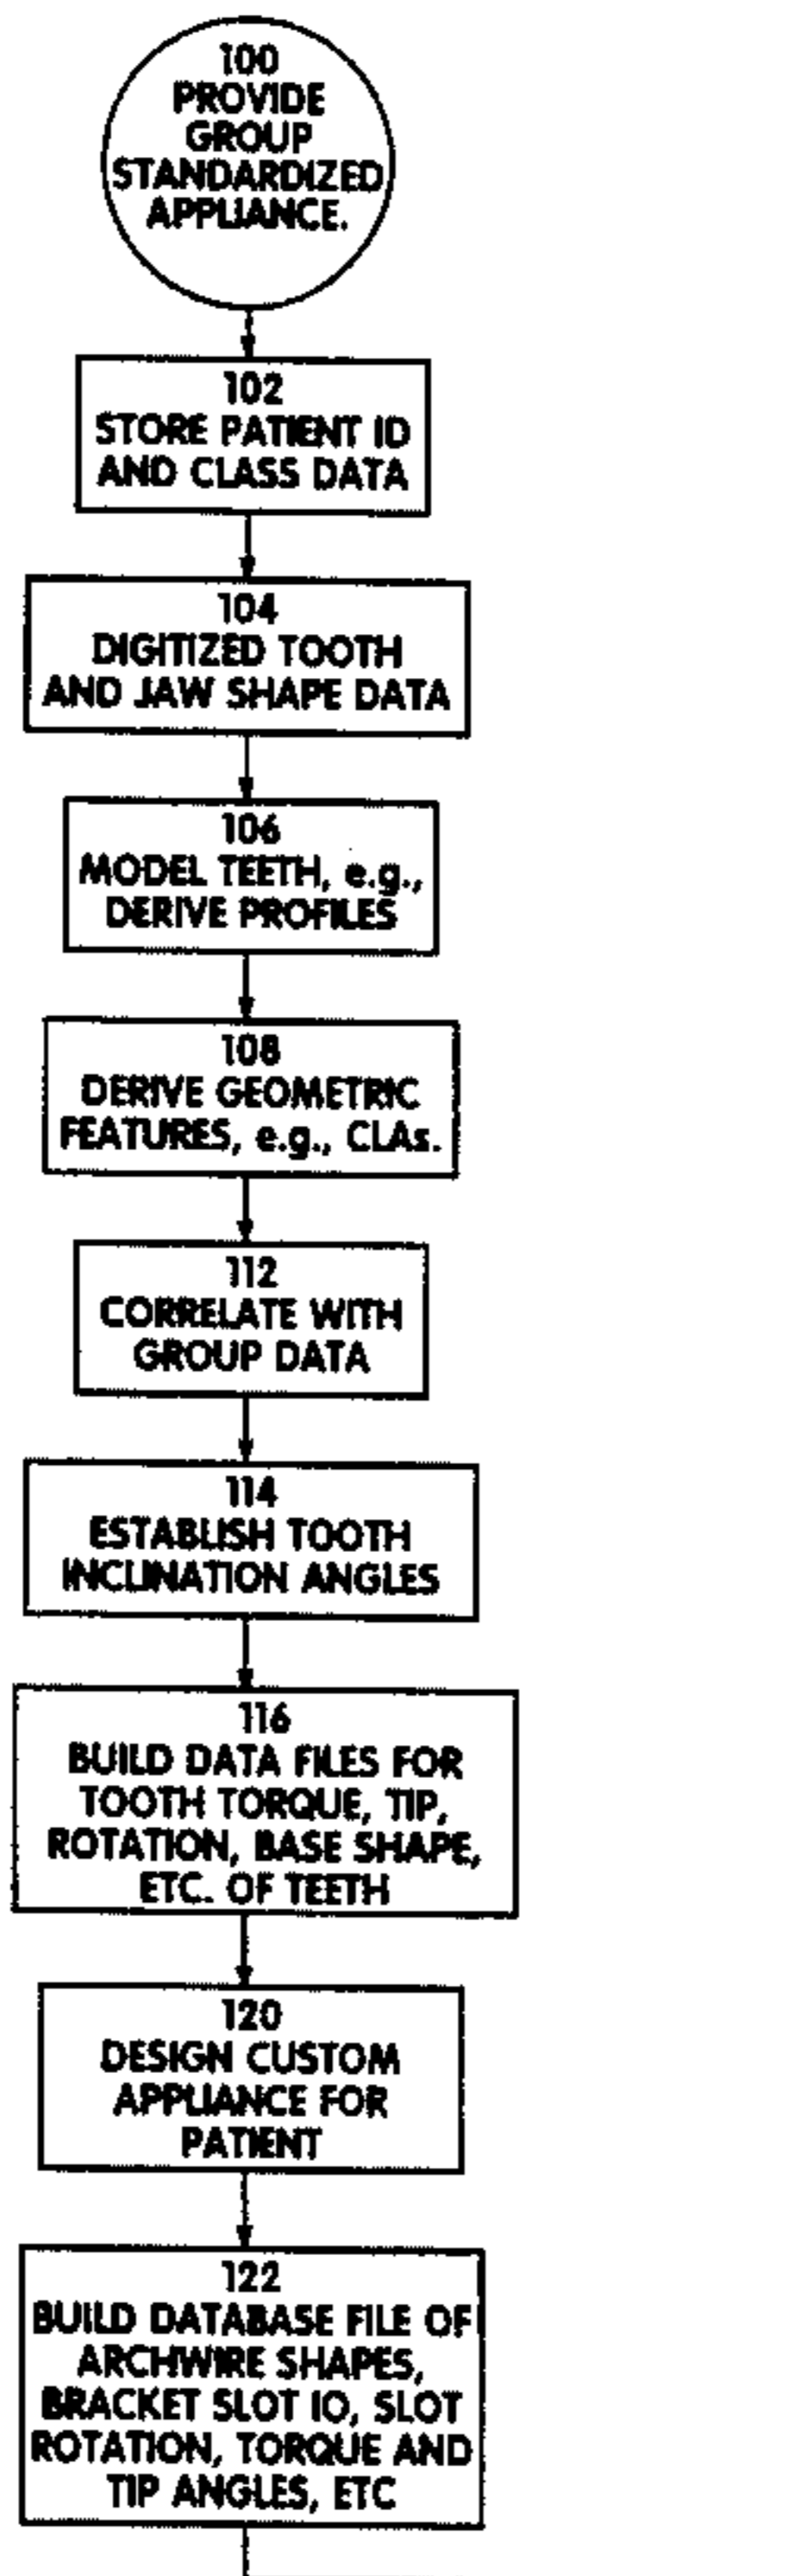 100
PROVIDE
GROUP
STANDARDIZED
APPLIANCE.
102
STORE PATIENT ID
AND CLASS DATA
104
DIGITIZED TOOTH
AND JAW SHAPE DATA
106
MODEL TEETH, e.g.,
DERIVE PROFILES
108
DERIVE GEOMETRIC
FEATURES, e.g., CLAs.
112
CORRELATE WITH
GROUP DATA
114
ESTABLISH TOOTH
INCLINATION ANGLES
116
BUILD DATA FILES FOR
TOOTH TORQUE, TIP,
ROTATION, BASE SHAPE,
ETC. OF TEETH
120
DESIGN CUSTOM
APPLIANCE FOR
PATIENT
122
BUILD DATABASE FILE OF
ARCHWIRE SHAPES,
BRACKET SLOT IO, SLOT
ROTATION, TORQUE AND
TIP ANGLES, ETC